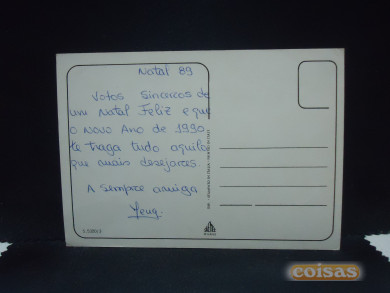 Natal 89
Votos sinceros de
um Natal Feliz e que
o novo Ano de 1990
te traga tudo aquilo
que mais desejares.
A sempre amiga
coisas